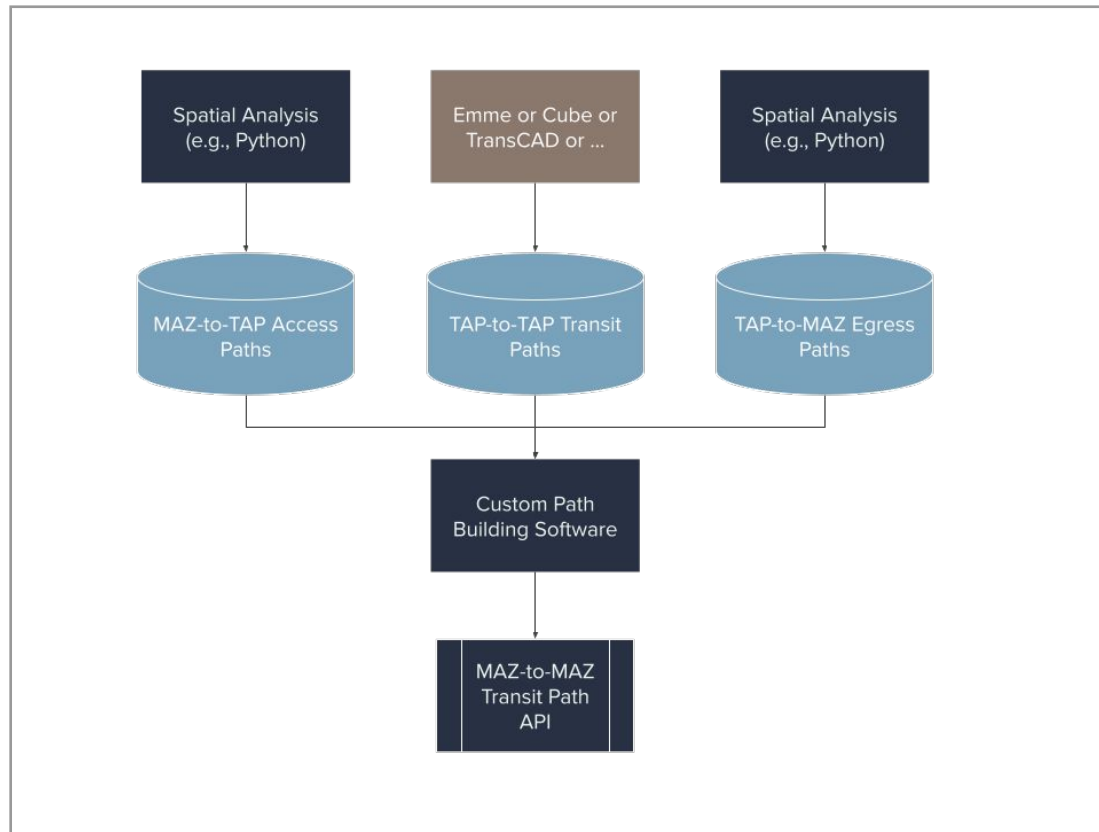 Spatial Analysis
(e.g., Python)
Emme or Cube or
TransCAD or ...
Spatial Analysis
(e.g., Python)
MAZ-to-TAP Access
Paths
TAP-to-TAP Transit
Paths
TAP-to-MAZ Egress
Paths
Custom Path
Building Software
MAZ-to-MAZ
Transit Path
API